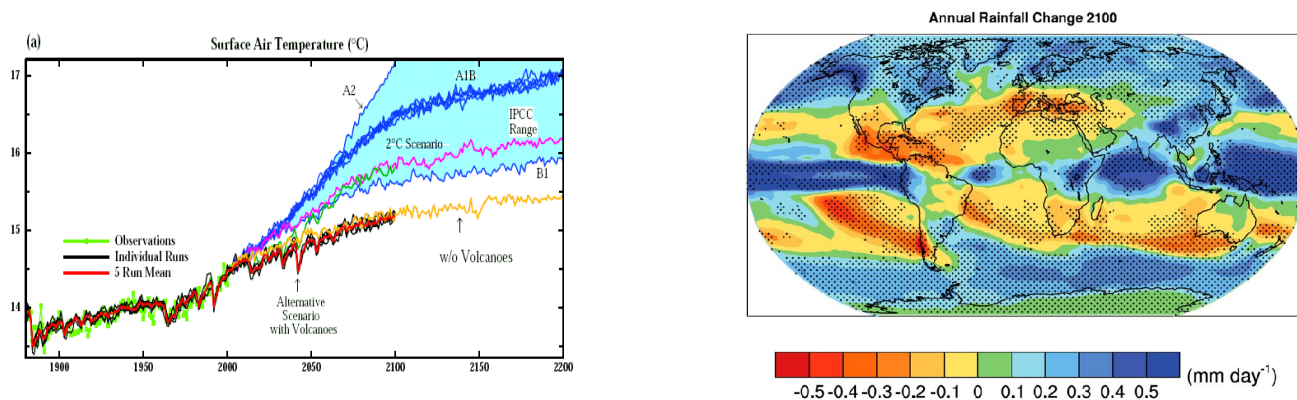 (a)
Surface Air Temperature (°C)
17
16
15
14
A2
A1B
IPCC
Range
2°C Scenario
B1
Observations
Individual Runs
5 Run Mean
w/o Volcanoes
Alternative
Scenario
with Volcanoes
1900 1950 2000 2050 2100 2150 2200
Annual Rainfall Change 2100
-0.5 -0.4 -0.3 -0.2 -0.1 0 0.1 0.2 0.3 0.4 0.5 (mm day⁻¹)